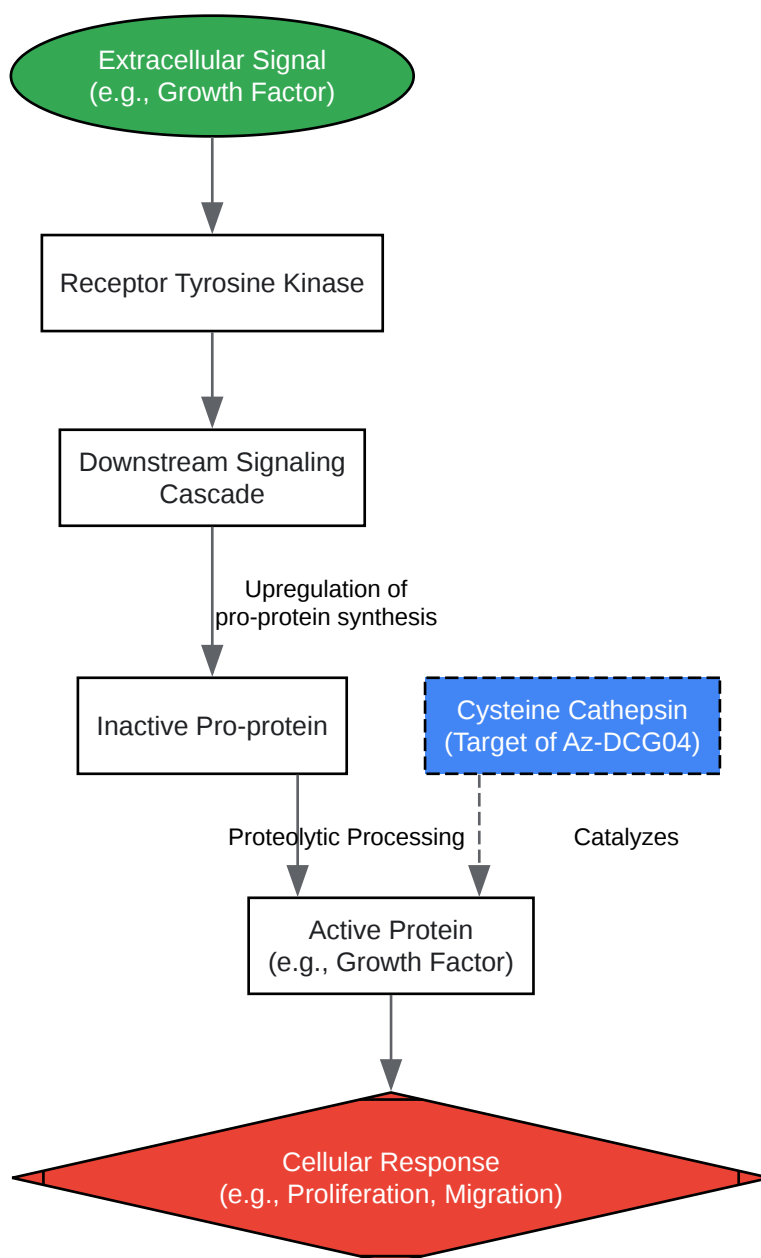 Extracellular Signal
(e.g., Growth Factor)
Receptor Tyrosine Kinase
Downstream Signaling
Cascade
Upregulation of
pro-protein synthesis
Inactive Pro-protein
Cysteine Cathepsin
(Target of Az-DCG04)
Proteolytic Processing
Catalyzes
Active Protein
(e.g., Growth Factor)
Cellular Response
(e.g., Proliferation, Migration)